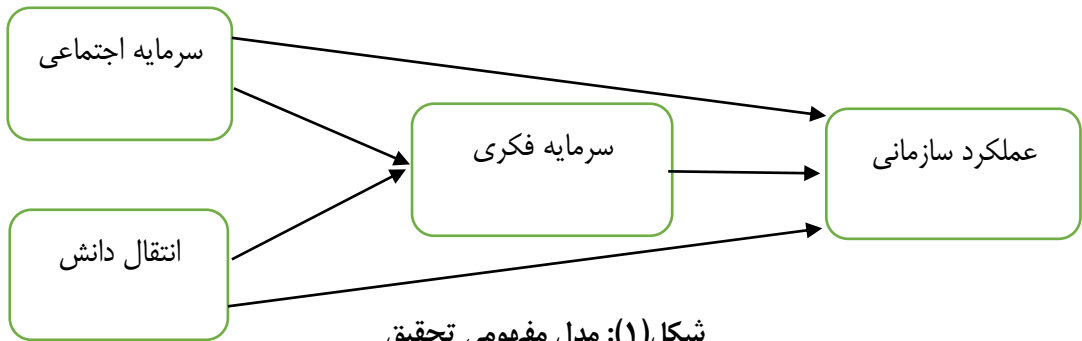 سرمایه اجتماعی
سرمایه فکری
عملکرد سازمانی
انتقال دانش
شکل(۱): مدل مفهومی تحقیق